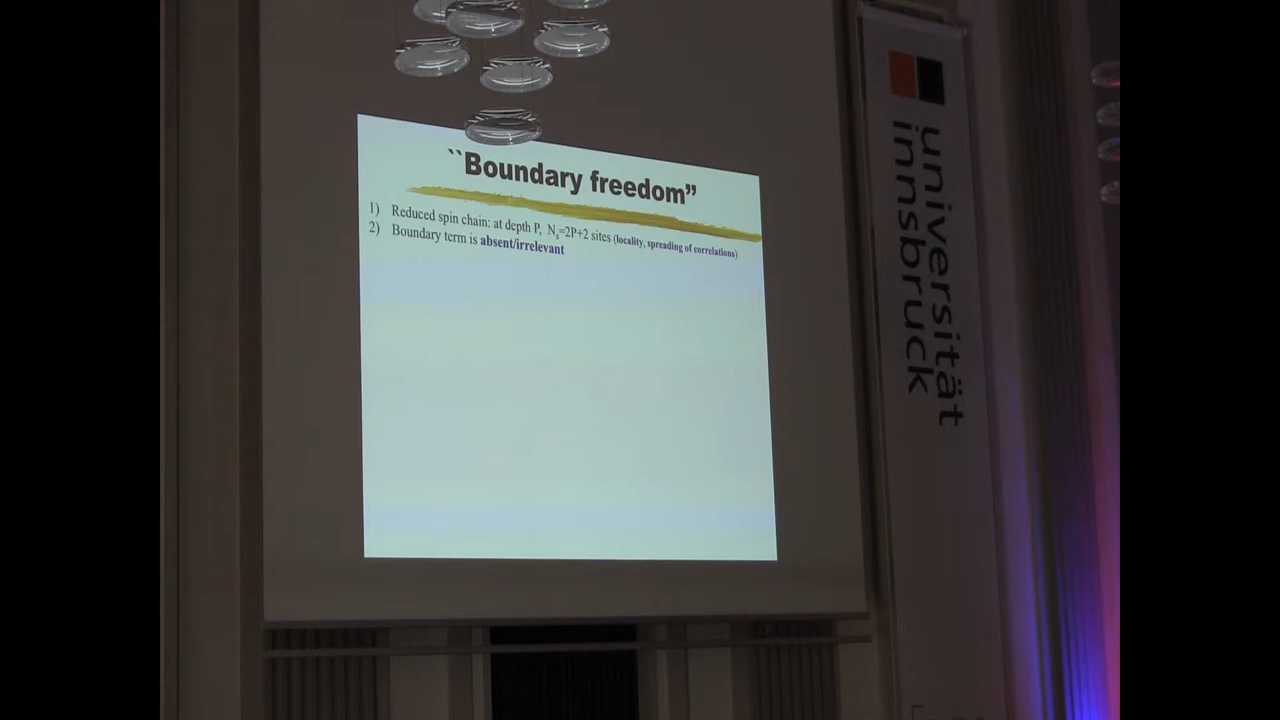 ``Boundary freedom”
1) Reduced spin chain: at depth P, Ns=2P+2 sites (locality, spreading of correlations)
2) Boundary term is absent/irrelevant
universität
innsbruck